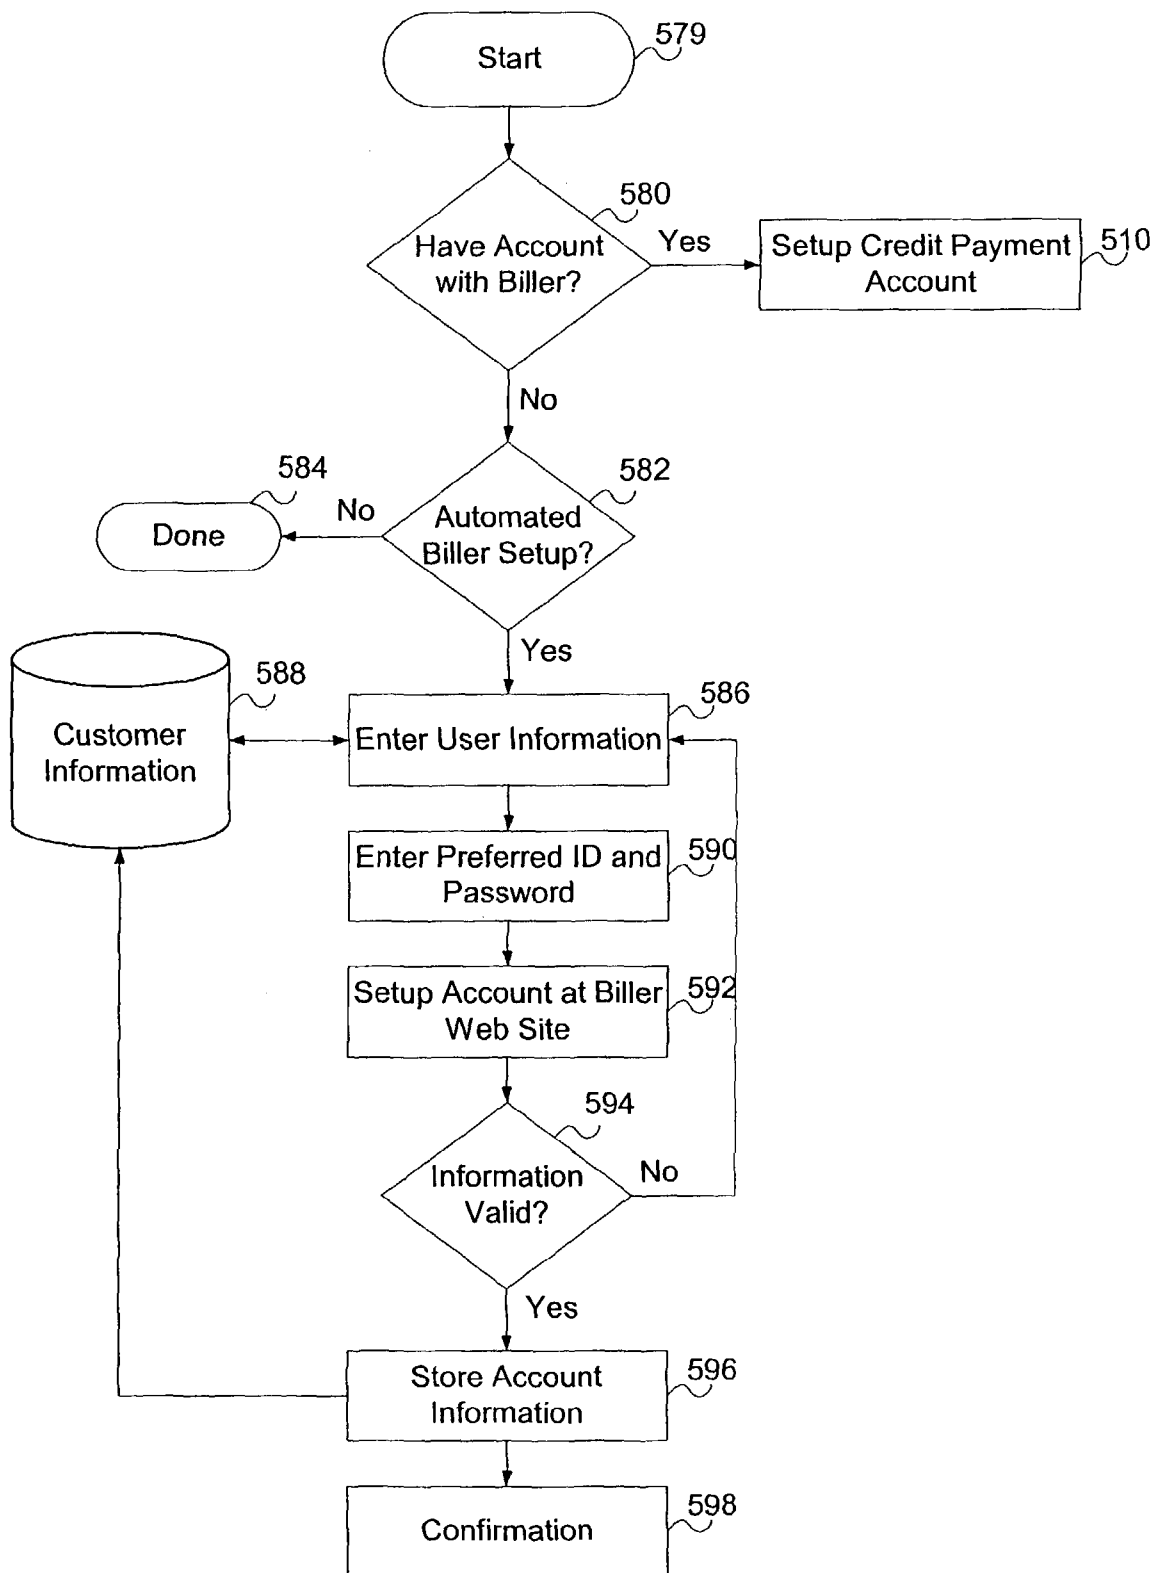 Start
579
580
Have Account
with Biller?
Yes
Setup Credit Payment
Account
510
No
582
Automated
Biller Setup?
No
584
Done
Yes
588
Customer
Information
586
Enter User Information
Enter Preferred ID and
Password
590
Setup Account at Biller
Web Site
592
594
Information
Valid?
No
Yes
Store Account
Information
596
Confirmation
598